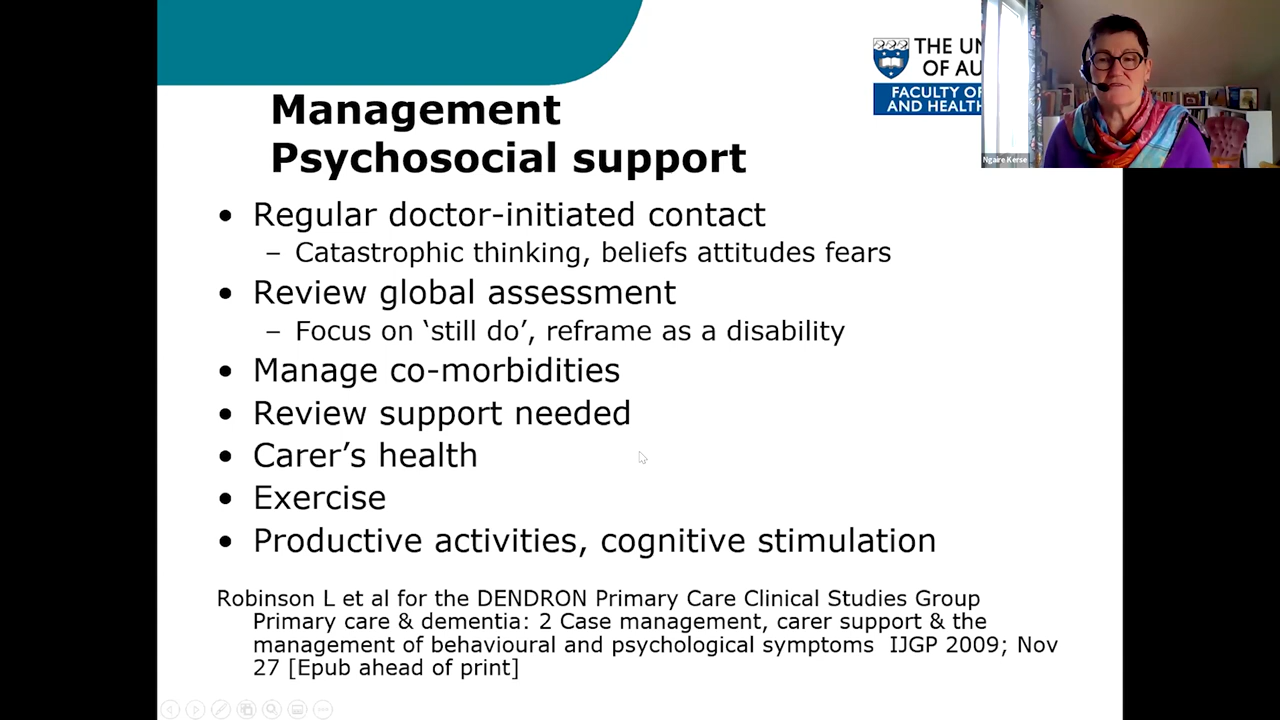 Management
Psychosocial support
THE UN
OF AU
FACULTY OF
AND HEALTH
Ngaire Kerse
• Regular doctor-initiated contact
– Catastrophic thinking, beliefs attitudes fears
• Review global assessment
– Focus on ‘still do’, reframe as a disability
• Manage co-morbidities
• Review support needed
• Carer’s health
• Exercise
• Productive activities, cognitive stimulation
Robinson L et al for the DENDRON Primary Care Clinical Studies Group
Primary care & dementia: 2 Case management, carer support & the
management of behavioural and psychological symptoms IJGP 2009; Nov
27 [Epub ahead of print]